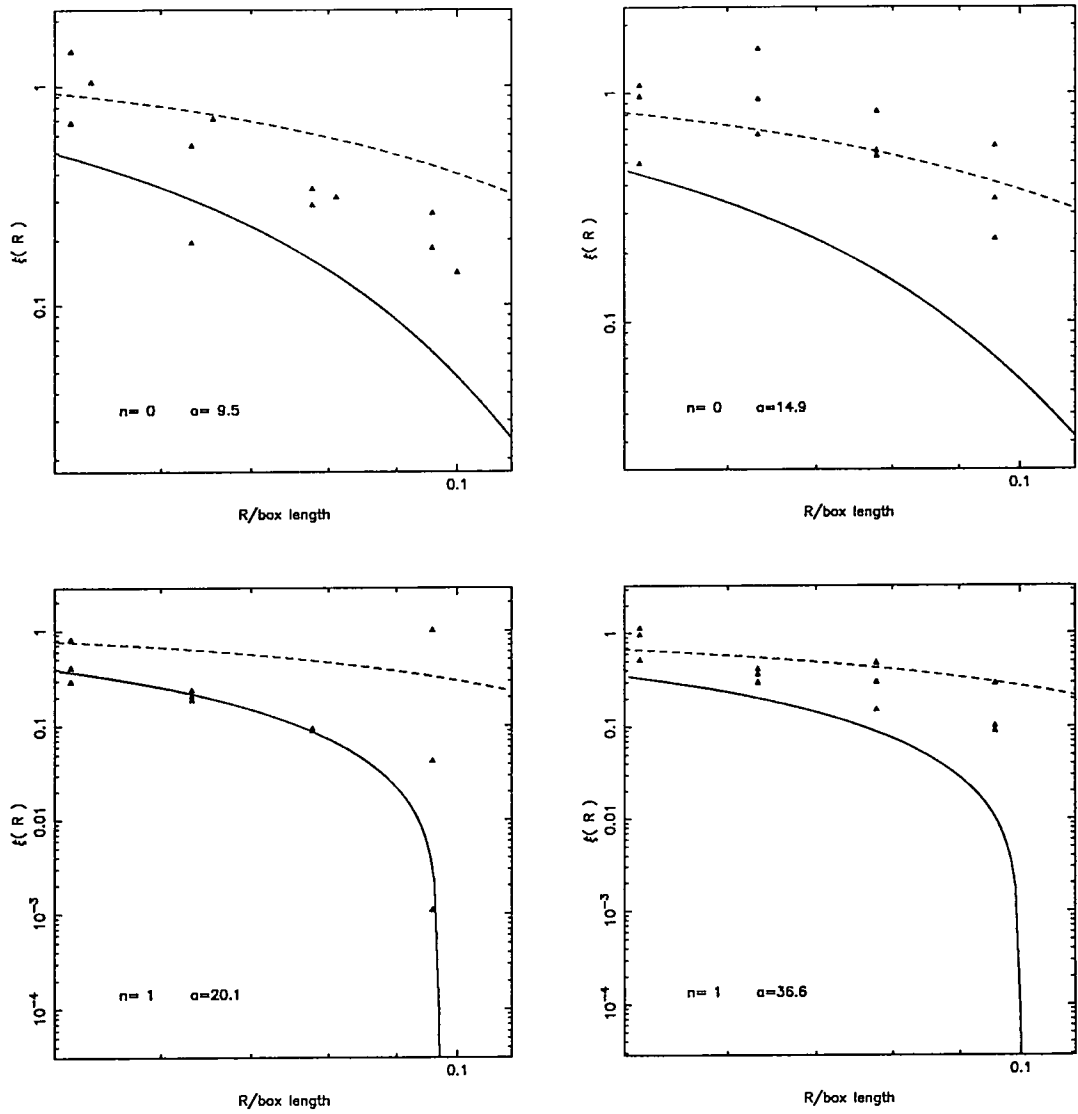 1
0.1
ξ( R )
n= 0 a= 9.5
0.1
R/box length
1
0.1
ξ( R )
n= 0 a=14.9
0.1
R/box length
1
0.1
0.01
10⁻³
10⁻⁴
ξ( R )
n= 1 a=20.1
0.1
R/box length
1
0.1
0.01
10⁻³
10⁻⁴
ξ( R )
n= 1 a=36.6
0.1
R/box length